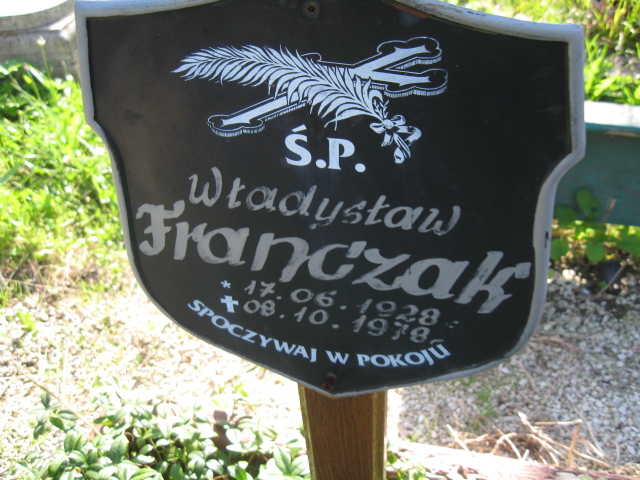 Ś.P.
Władysław
Franczak
* 17.06.1928
✝ 08.10.1978
SPOCZYWAJ W POKOJU